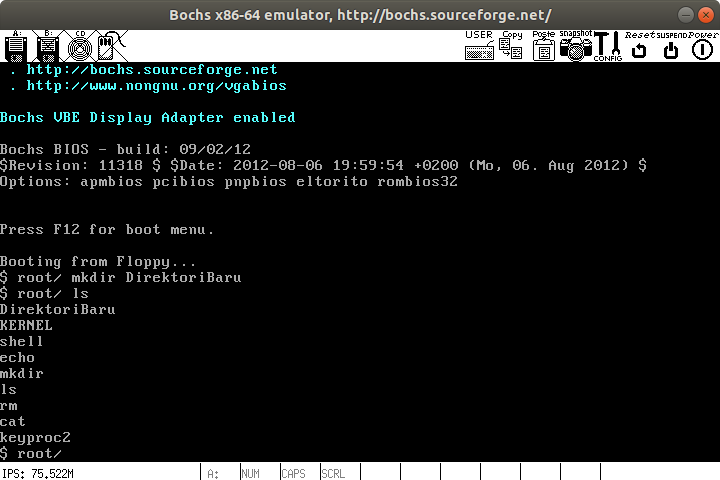 Bochs x86-64 emulator, http://bochs.sourceforge.net/
A: B: CD USER Copy Paste snapshot CONFIG Reset SUSPEND Power
. http://bochs.sourceforge.net
. http://www.nongnu.org/vgabios
Bochs VBE Display Adapter enabled
Bochs BIOS - build: 09/02/12
$Revision: 11318 $ $Date: 2012-08-06 19:59:54 +0200 (Mo, 06. Aug 2012) $
Options: apmbios pcibios pnpbios eltorito rombios32
Press F12 for boot menu.
Booting from Floppy...
$ root/ mkdir DirektoriBaru
$ root/ ls
DirektoriBaru
KERNEL
shell
echo
mkdir
ls
rm
cat
keyproc2
$ root/
IPS: 75.522M A: NUM CAPS SCRL